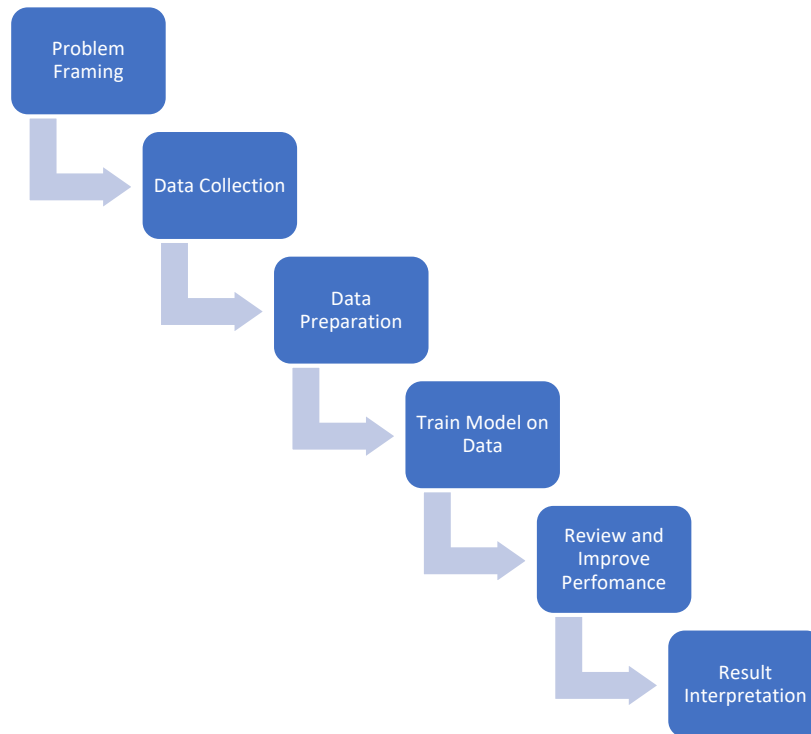 Problem
Framing
Data Collection
Data
Preparation
Train Model on
Data
Review and
Improve
Perfomance
Result
Interpretation